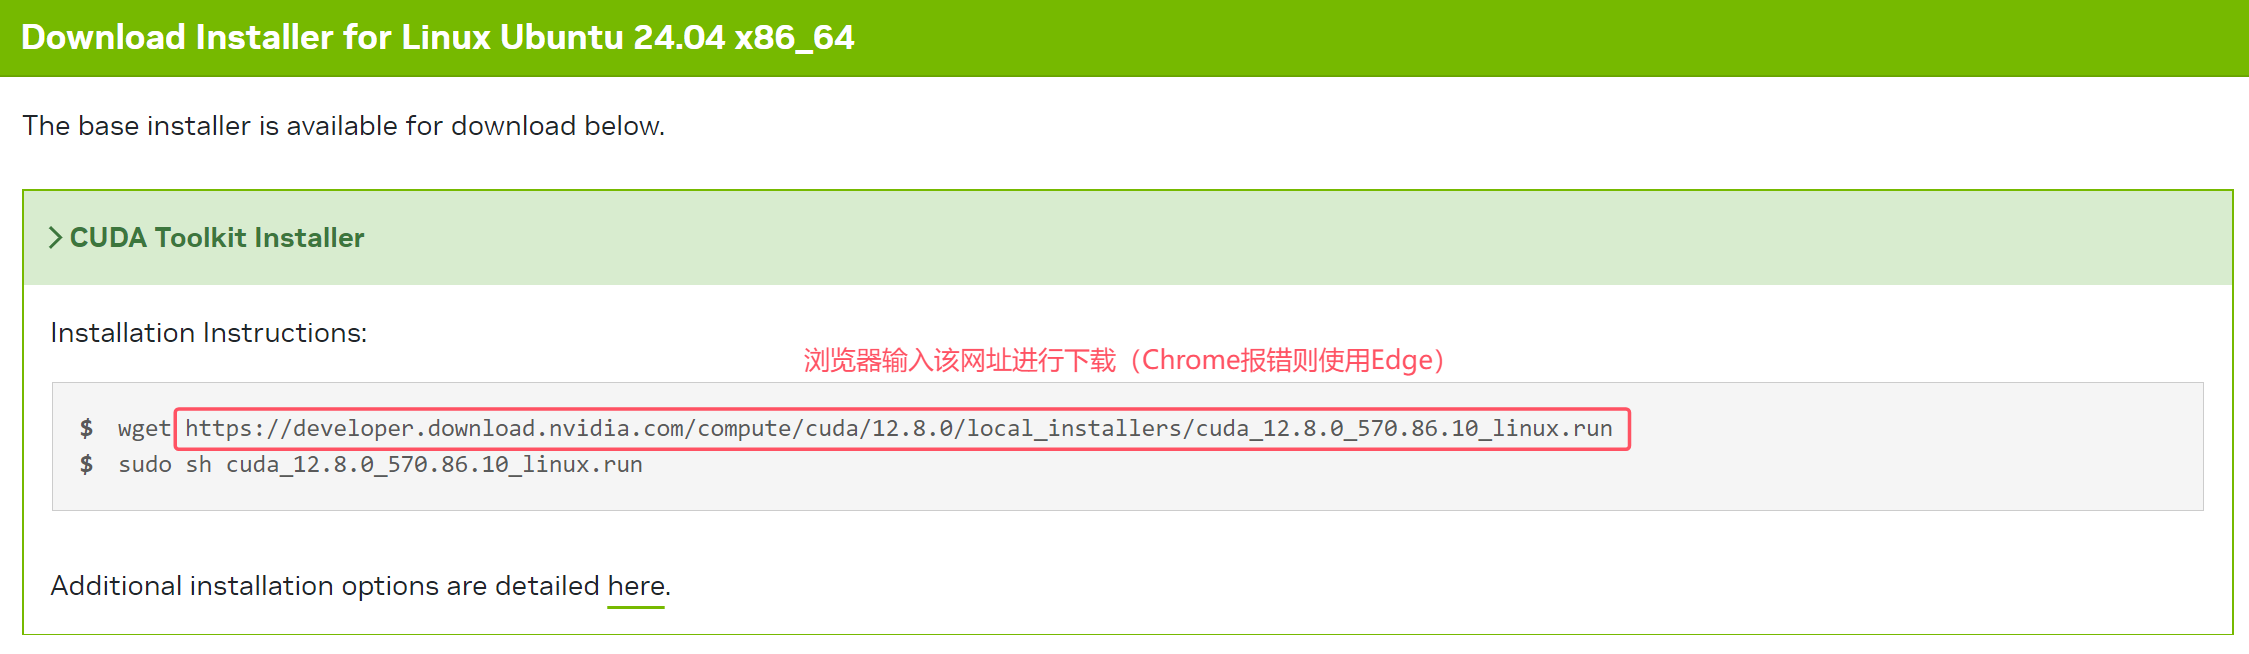 Download Installer for Linux Ubuntu 24.04 x86_64
The base installer is available for download below.
CUDA Toolkit Installer
Installation Instructions:
浏览器输入该网址进行下载（Chrome报错则使用Edge）
$ wget https://developer.download.nvidia.com/compute/cuda/12.8.0/local_installers/cuda_12.8.0_570.86.10_linux.run
$ sudo sh cuda_12.8.0_570.86.10_linux.run
Additional installation options are detailed here.